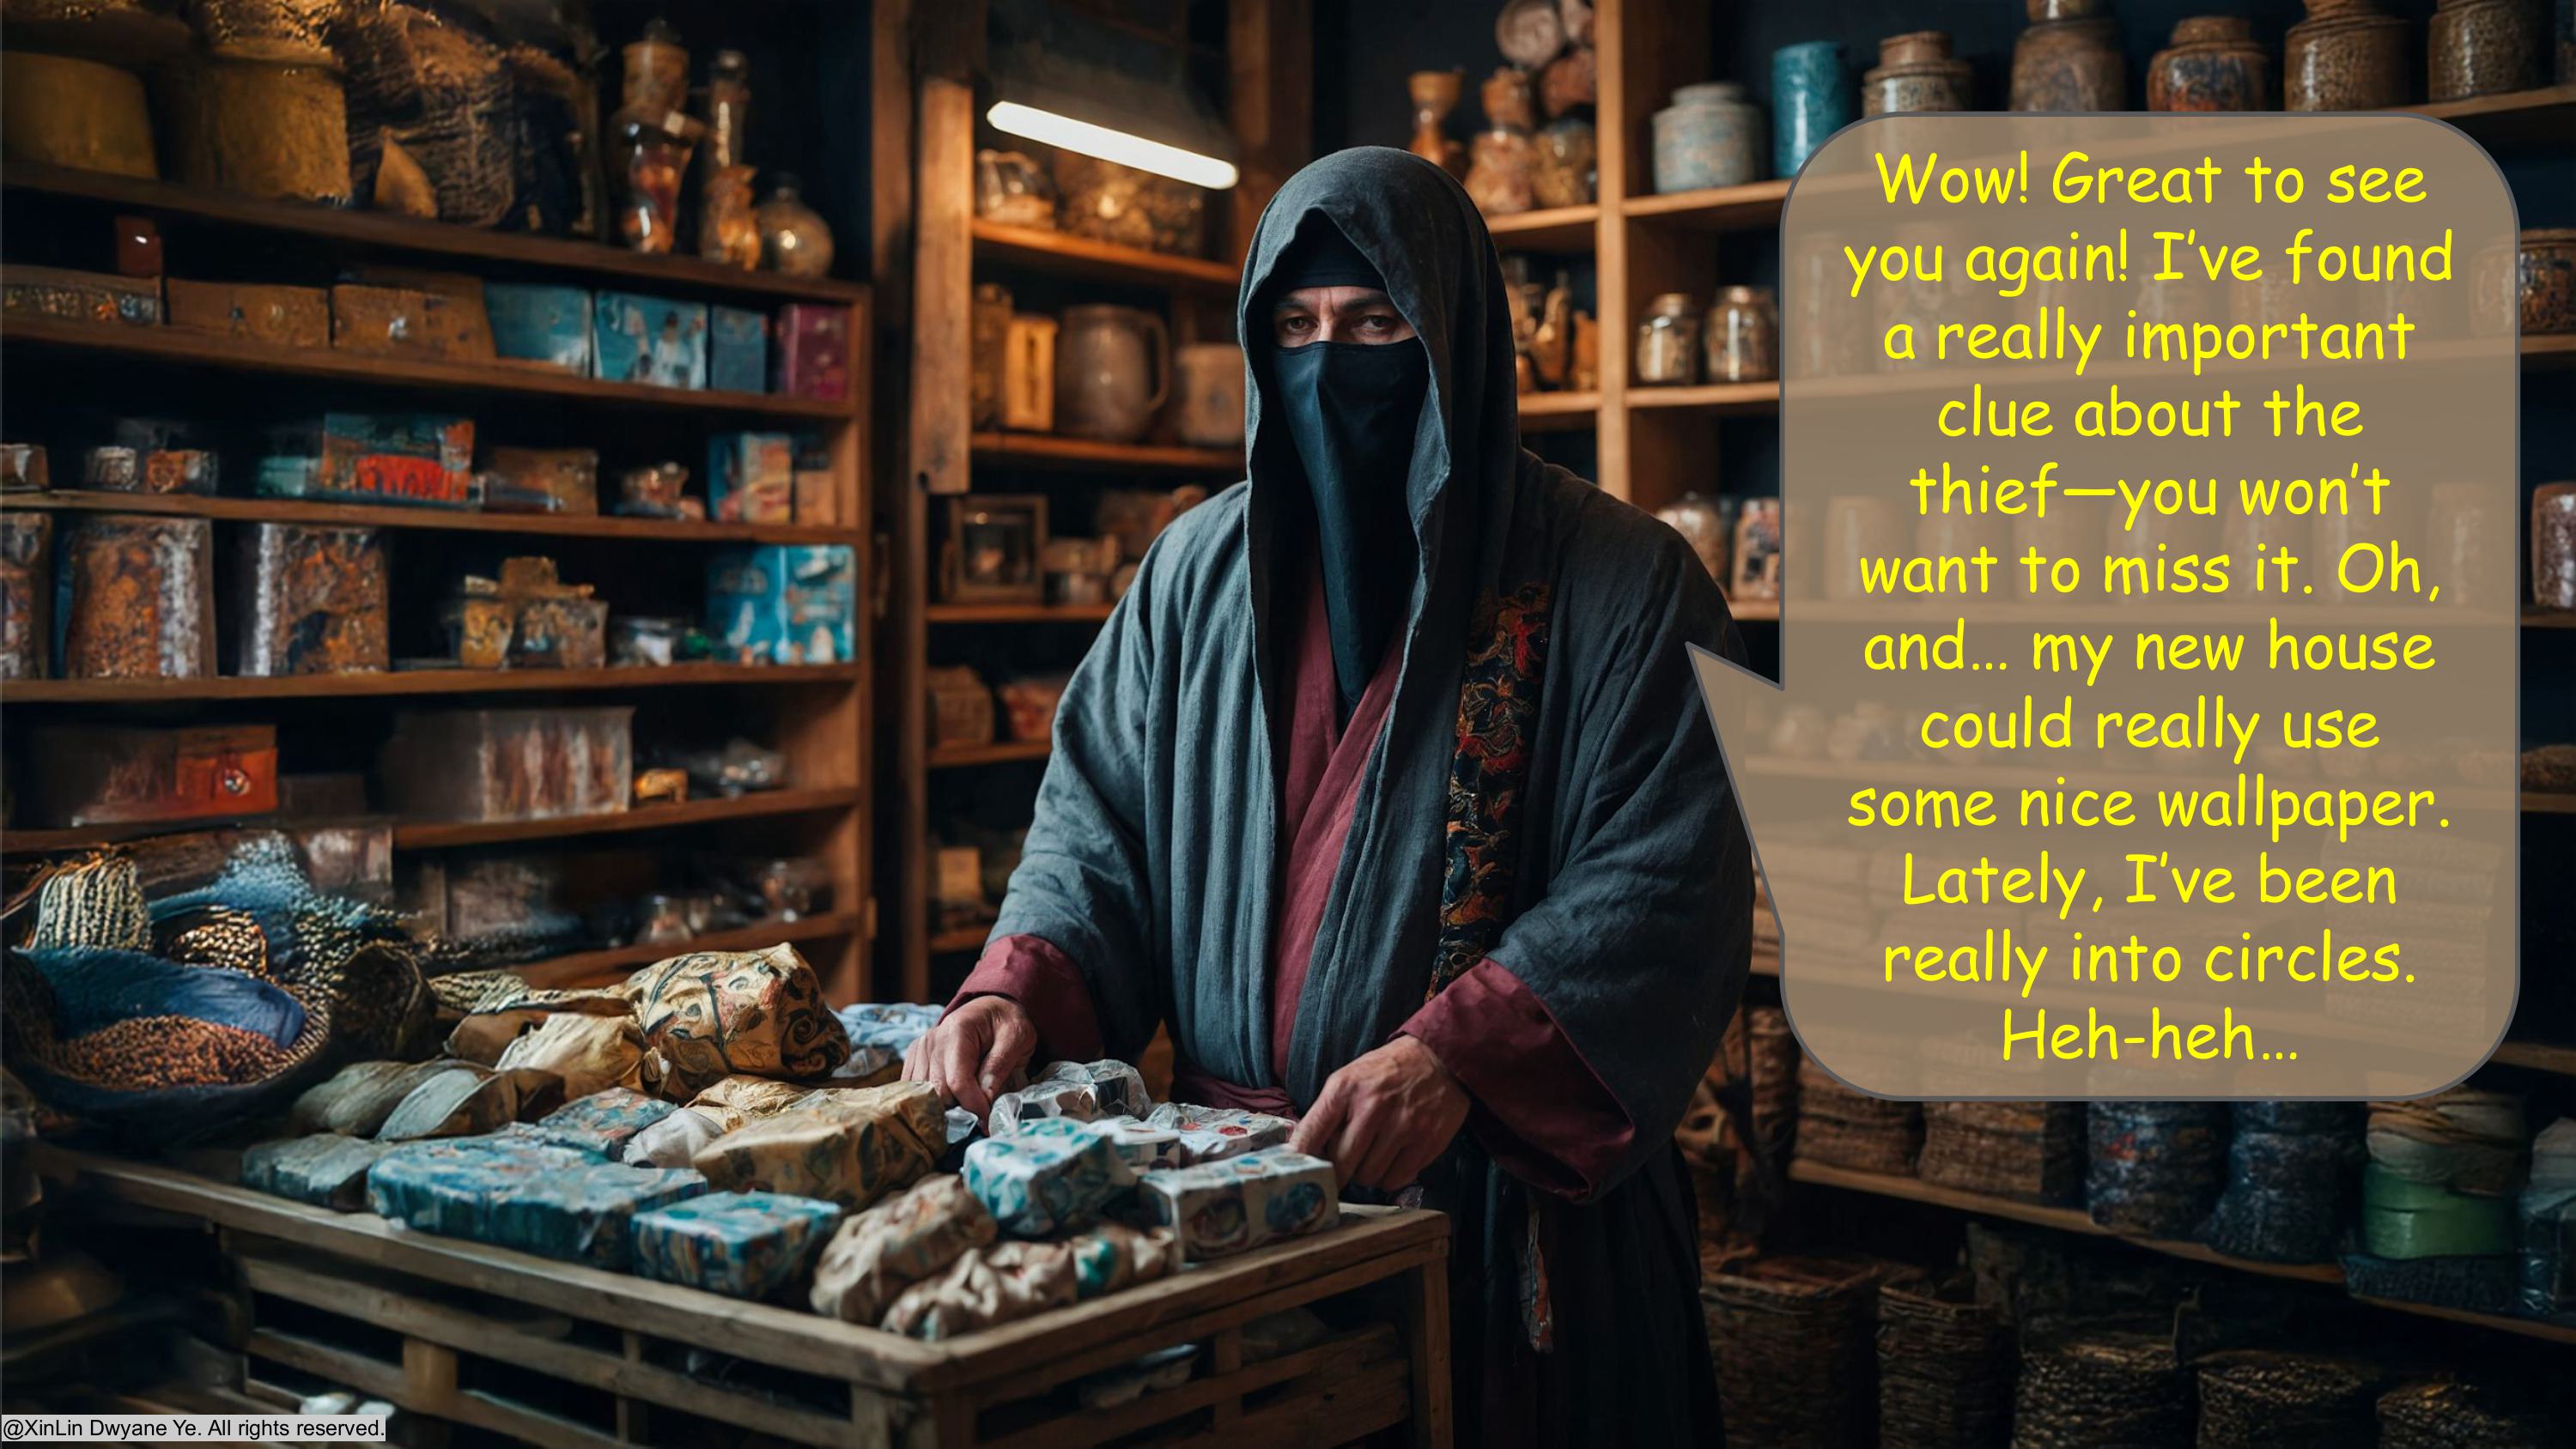 Wow! Great to see
you again! I’ve found
a really important
clue about the
thief—you won’t
want to miss it. Oh,
and… my new house
could really use
some nice wallpaper.
Lately, I’ve been
really into circles.
Heh-heh…
@XinLin Dwyane Ye. All rights reserved.